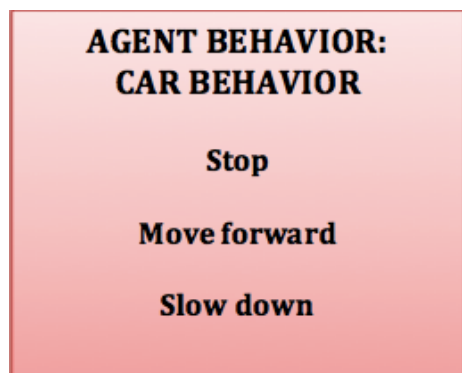 AGENT BEHAVIOR:
CAR BEHAVIOR
Stop
Move forward
Slow down